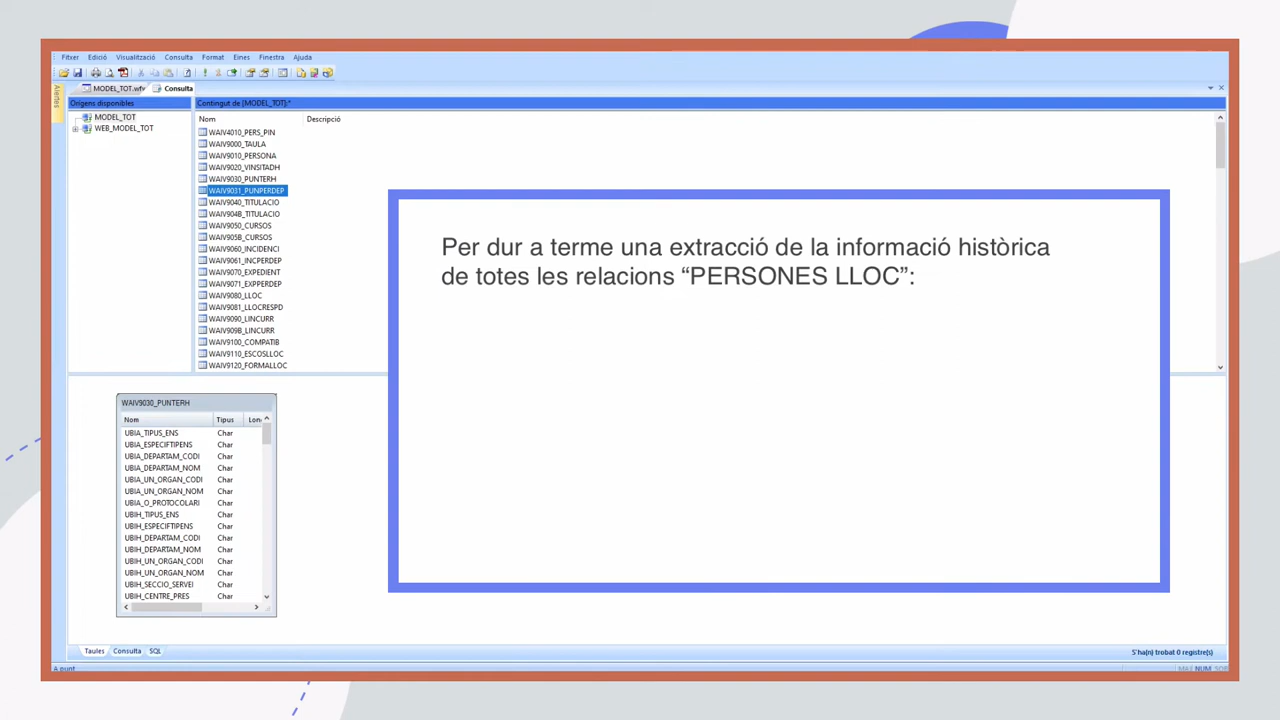 Fitxer Edició Visualització Consulta Format Eines Finestra Ajuda
MODEL_TOT.wfv Consulta
Alertes
Orígens disponibles
MODEL_TOT
WEB_MODEL_TOT
Contingut de [MODEL_TOT]:*
Nom Descripció
WAIV4010_PERS_PIN
WAIV9000_TAULA
WAIV9010_PERSONA
WAIV9020_VINSITADH
WAIV9030_PUNTERH
WAIV9031_PUNPERDEP
WAIV9040_TITULACIO
WAIV904B_TITULACIO
WAIV9050_CURSOS
WAIV905B_CURSOS
WAIV9060_INCIDENCI
WAIV9061_INCPERDEP
WAIV9070_EXPEDIENT
WAIV9071_EXPPERDEP
WAIV9080_LLOC
WAIV9081_LLOCRESPD
WAIV9090_LINCURR
WAIV909B_LINCURR
WAIV9100_COMPATIB
WAIV9110_ESCOSLLOC
WAIV9120_FORMALLOC
Per dur a terme una extracció de la informació històrica
de totes les relacions “PERSONES LLOC”:
WAIV9030_PUNTERH
Nom Tipus Lon
UBIA_TIPUS_ENS Char
UBIA_ESPECIFTIPENS Char
UBIA_DEPARTAM_CODI Char
UBIA_DEPARTAM_NOM Char
UBIA_UN_ORGAN_CODI Char
UBIA_UN_ORGAN_NOM Char
UBIA_O_PROTOCOLARI Char
UBIH_TIPUS_ENS Char
UBIH_ESPECIFTIPENS Char
UBIH_DEPARTAM_CODI Char
UBIH_DEPARTAM_NOM Char
UBIH_UN_ORGAN_CODI Char
UBIH_UN_ORGAN_NOM Char
UBIH_SECCIO_SERVEI Char
UBIH_CENTRE_PRES Char
Taules Consulta SQL
S'ha(n) trobat 0 registre(s)
A punt
NUM